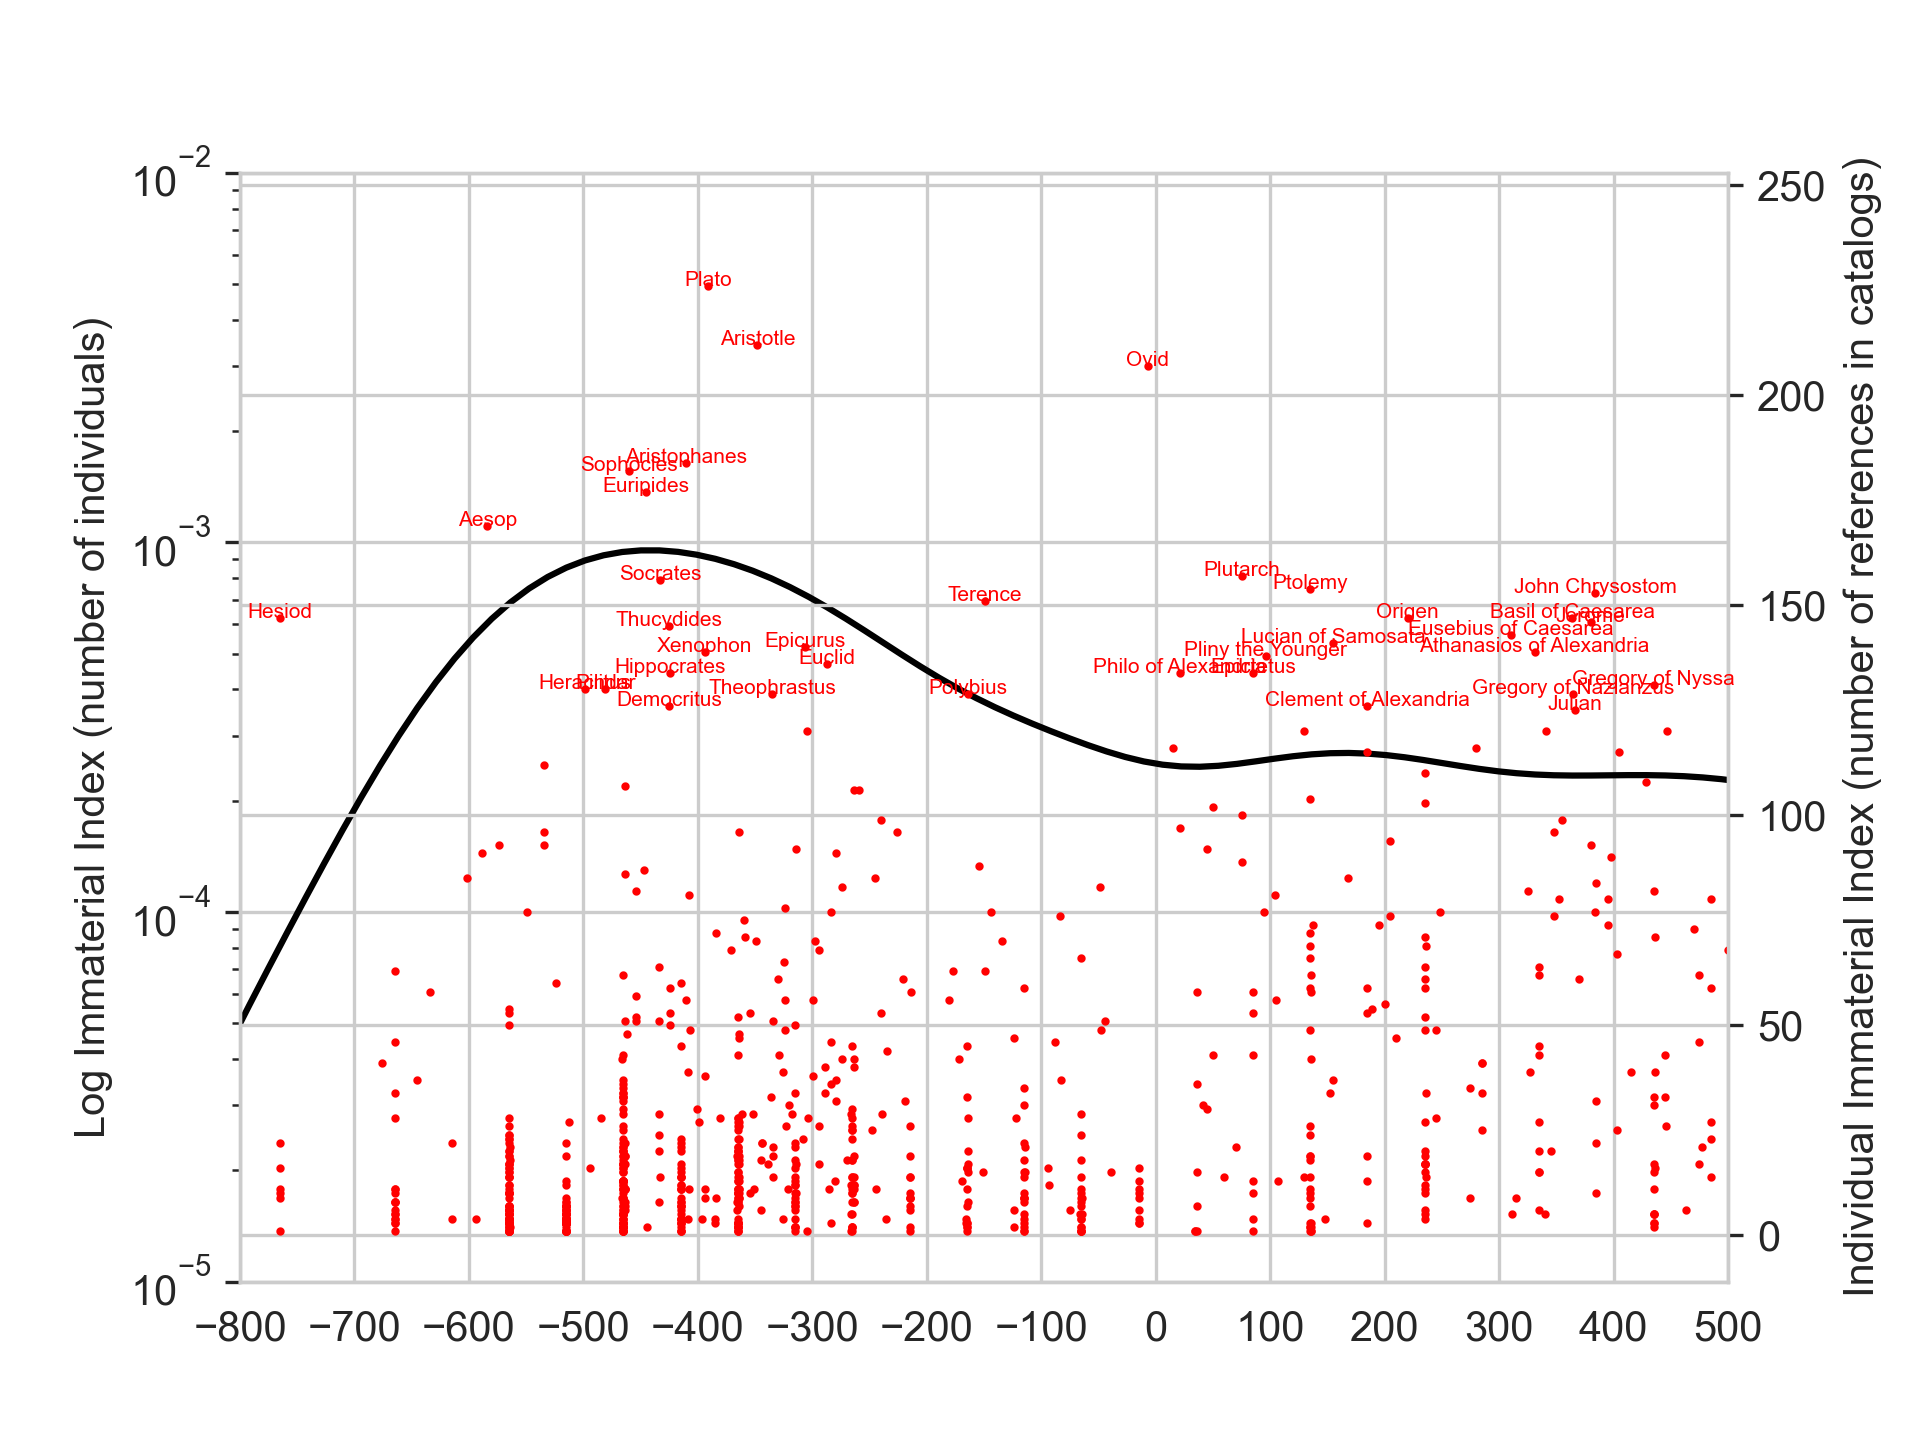 10−2
10−3
10−4
10−5
Log Immaterial Index (number of individuals)
250
200
150
100
50
0
Individual Immaterial Index (number of references in catalogs)
Plato
Aristotle
Ovid
Aristophanes
Sophocles
Euripides
Aesop
Socrates
Plutarch
Ptolemy
John Chrysostom
Terence
Hesiod
Origen
Basil of Caesarea
Jerome
Thucydides
Eusebius of Caesarea
Lucian of Samosata
Epicurus
Xenophon
Athanasios of Alexandria
Pliny the Younger
Euclid
Hippocrates
Philo of Alexandria
Epictetus
Heraclitus
Pindar
Gregory of Nyssa
Theophrastus
Polybius
Gregory of Nazianzus
Democritus
Clement of Alexandria
Julian
−800 −700 −600 −500 −400 −300 −200 −100 0 100 200 300 400 500